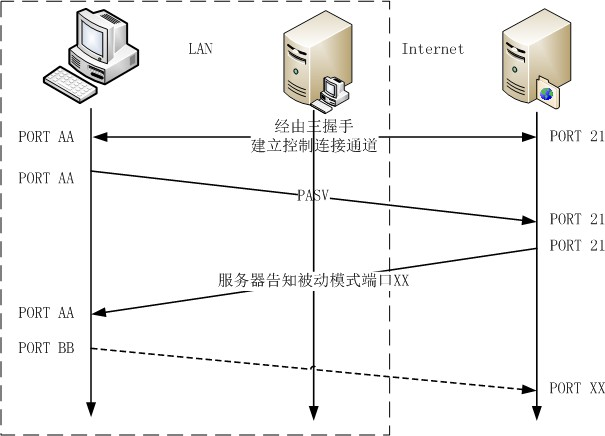 LAN
Internet
经由三握手
建立控制连接通道
PORT AA
PORT 21
PORT AA
PASV
PORT 21
PORT 21
服务器告知被动模式端口XX
PORT AA
PORT BB
PORT XX